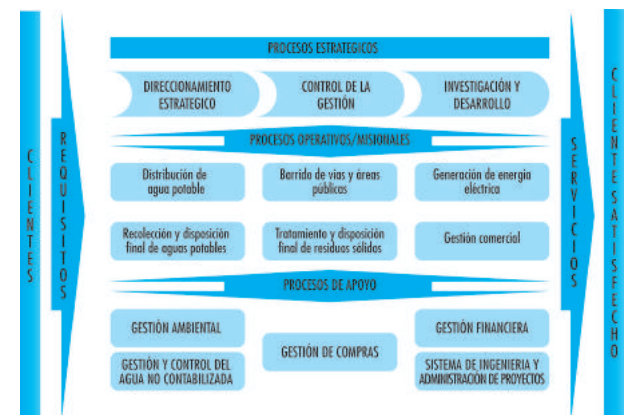 CLIENTES
REQUISITOS
PROCESOS ESTRATEGICOS
DIRECCIONAMIENTO
ESTRATEGICO
CONTROL DE LA
GESTIÓN
INVESTIGACIÓN Y
DESARROLLO
PROCESOS OPERATIVOS/MISIONALES
Distribución de
agua potable
Barrido de vias y áreas
públicas
Generación de energia
eléctrica
Recolección y disposición
final de aguas potables
Tratamiento y disposición
final de residuos sólidos
Gestión comercial
PROCESOS DE APOYO
GESTIÓN AMBIENTAL
GESTIÓN Y CONTROL DEL
AGUA NO CONTABILIZADA
GESTIÓN DE COMPRAS
GESTIÓN FINANCIERA
SISTEMA DE INGENIERIA Y
ADMINISTRACIÓN DE PROYECTOS
SERVICIOS
CLIENTE SATISFECHO